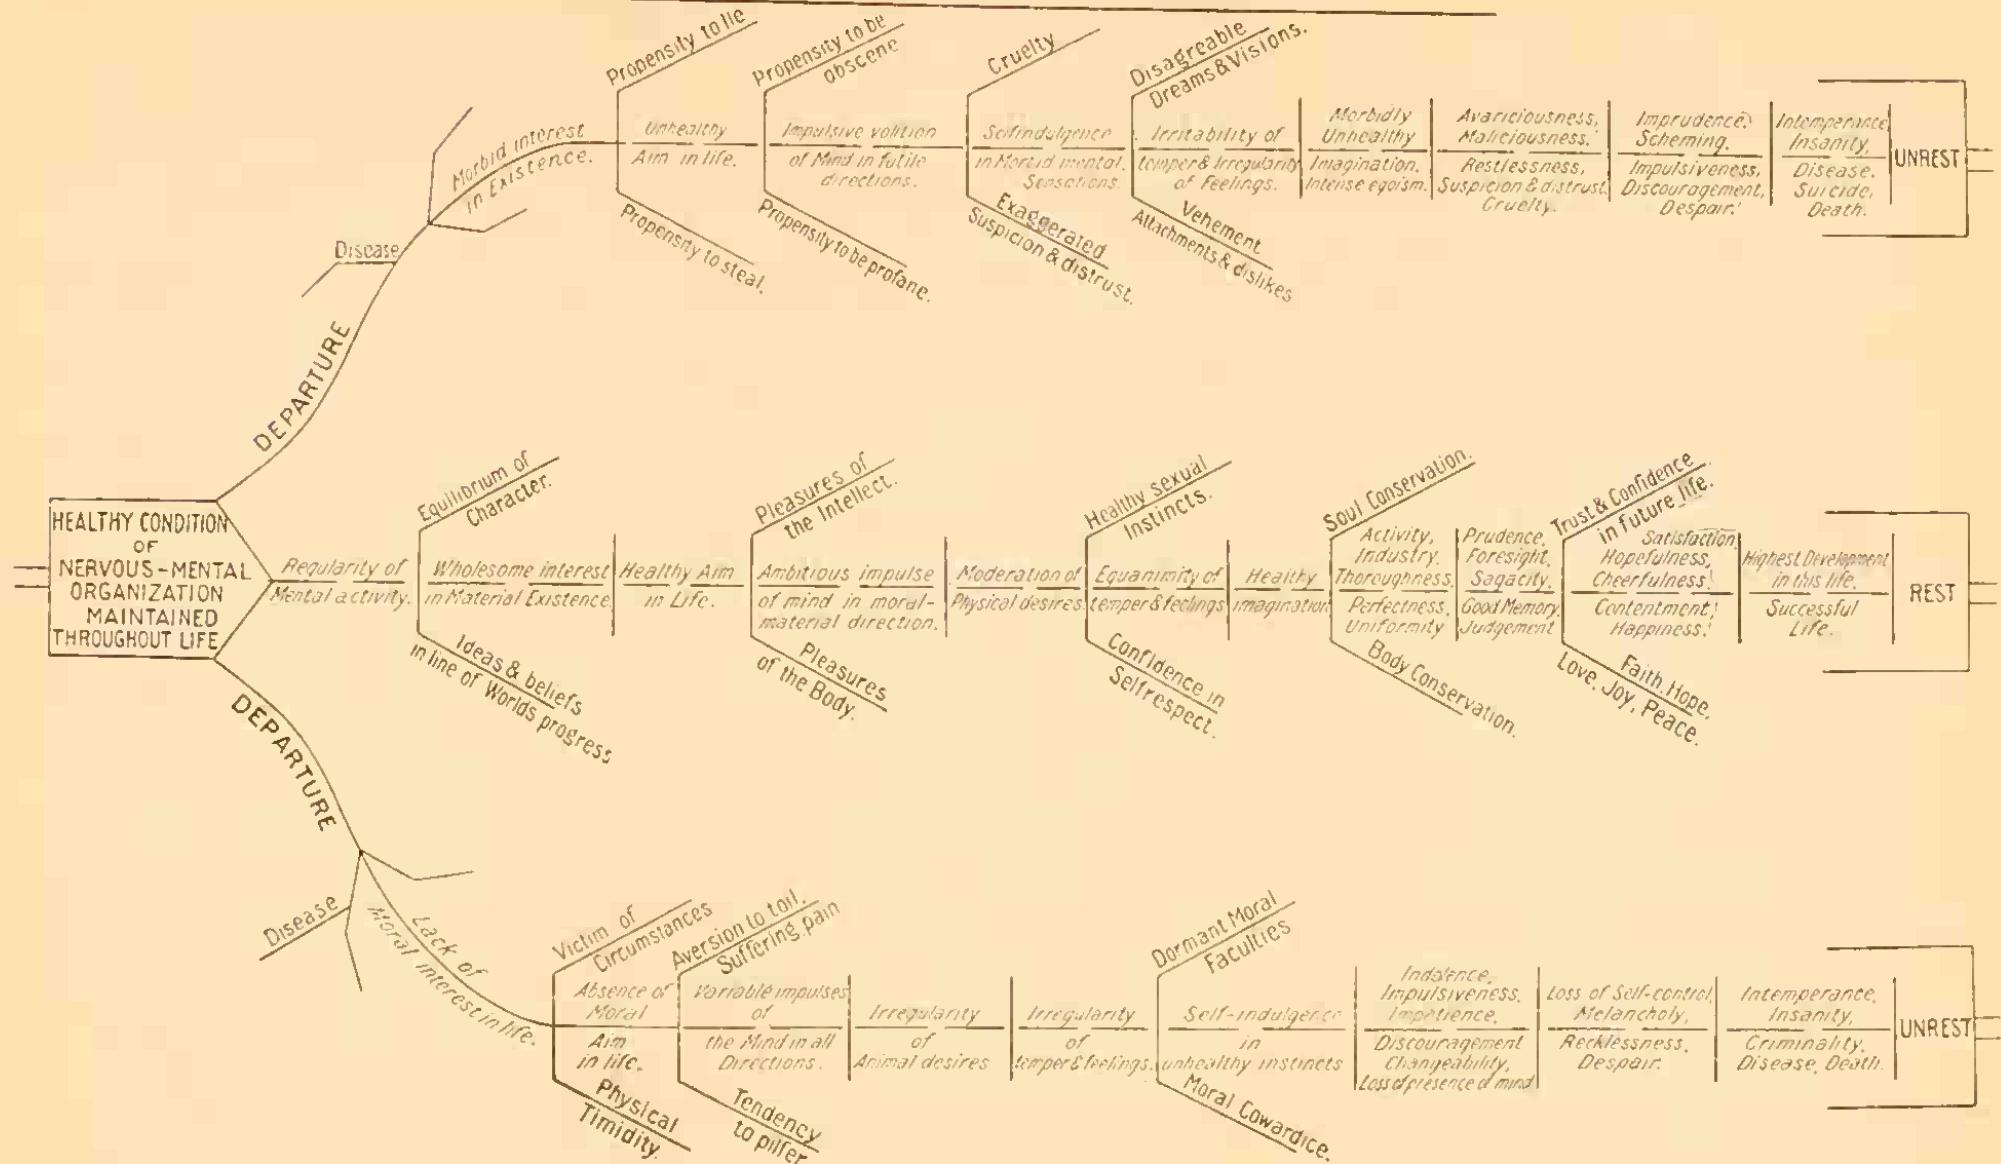 Propensity to lie
Propensity to be
obscene
Cruelty
Disagreable
Dreams & Visions.
Morbid interest
in Existence.
Unhealthy
Aim in life.
Impulsive volition
of Mind in futile
directions.
Selfindulgence
in Morbid mental.
Sensations.
Irritability of
temper & Irregularity
of Feelings.
Morbidly
Unhealthy
Imagination.
Intense egoism.
Avariciousness,
Maliciousness.
Restlessness,
Suspicion & distrust,
Cruelty.
Imprudence,
Scheming.
Impulsiveness,
Discouragement,
Despair.
Intemperance,
Insanity,
Disease.
Suicide,
Death.
UNREST
Disease
Propensity to steal.
Propensity to be profane.
Exaggerated
Suspicion & distrust.
Vehement
Attachments & dislikes
DEPARTURE
HEALTHY CONDITION
OF
NERVOUS-MENTAL
ORGANIZATION
MAINTAINED
THROUGHOUT LIFE
Equilibrium of
Character.
Pleasures of
the Intellect.
Healthy sexual
Instincts.
Soul Conservation.
Trust & Confidence
in future life.
Regularity of
Mental activity.
Wholesome interest
in Material Existence
Healthy Aim
in Life.
Ambitious impulse
of mind in moral-
material direction.
Moderation of
Physical desires.
Equanimity of
temper & feelings
Healthy
imagination
Activity,
Industry.
Thoroughness,
Perfectness,
Uniformity
Prudence,
Foresight,
Sagacity.
Good Memory.
Judgement
Satisfaction,
Hopefulness,
Cheerfulness,
Contentment,
Happiness.
Highest Development
in this life.
Successful
Life.
REST
Ideas & beliefs
in line of Worlds progress
Pleasures
of the Body.
Confidence in
Selfrespect.
Body Conservation.
Faith, Hope,
Love, Joy, Peace.
DEPARTURE
Disease
Lack of
Moral interest in life.
Victim of
Circumstances
Aversion to toil,
Suffering, pain
Dormant Moral
Faculties
Absence of
Moral
Aim
in life.
Variable impulses
of
the Mind in all
Directions.
Irregularity
of
Animal desires
Irregularity
of
temper & feelings.
Self-indulgence
in
unhealthy instincts
Indolence,
Impulsiveness,
Impatience,
Discouragement
Changeability,
Loss of presence of mind
Loss of Self-control,
Melancholy,
Recklessness,
Despair.
Intemperance,
Insanity,
Criminality,
Disease, Death.
UNREST
Physical
Timidity.
Tendency
to pilfer
Moral Cowardice.